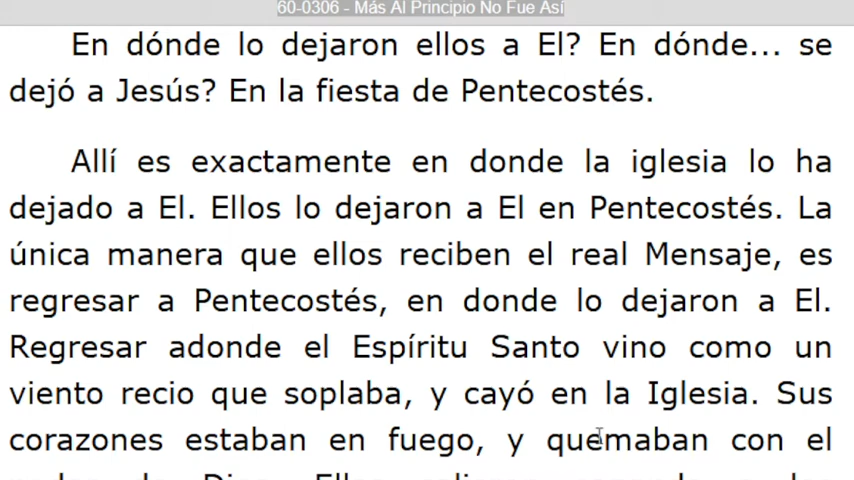 60-0306 - Más Al Principio No Fue Así
En dónde lo dejaron ellos a El? En dónde... se
dejó a Jesús? En la fiesta de Pentecostés.
Allí es exactamente en donde la iglesia lo ha
dejado a El. Ellos lo dejaron a El en Pentecostés. La
única manera que ellos reciben el real Mensaje, es
regresar a Pentecostés, en donde lo dejaron a El.
Regresar adonde el Espíritu Santo vino como un
viento recio que soplaba, y cayó en la Iglesia. Sus
corazones estaban en fuego, y quemaban con el